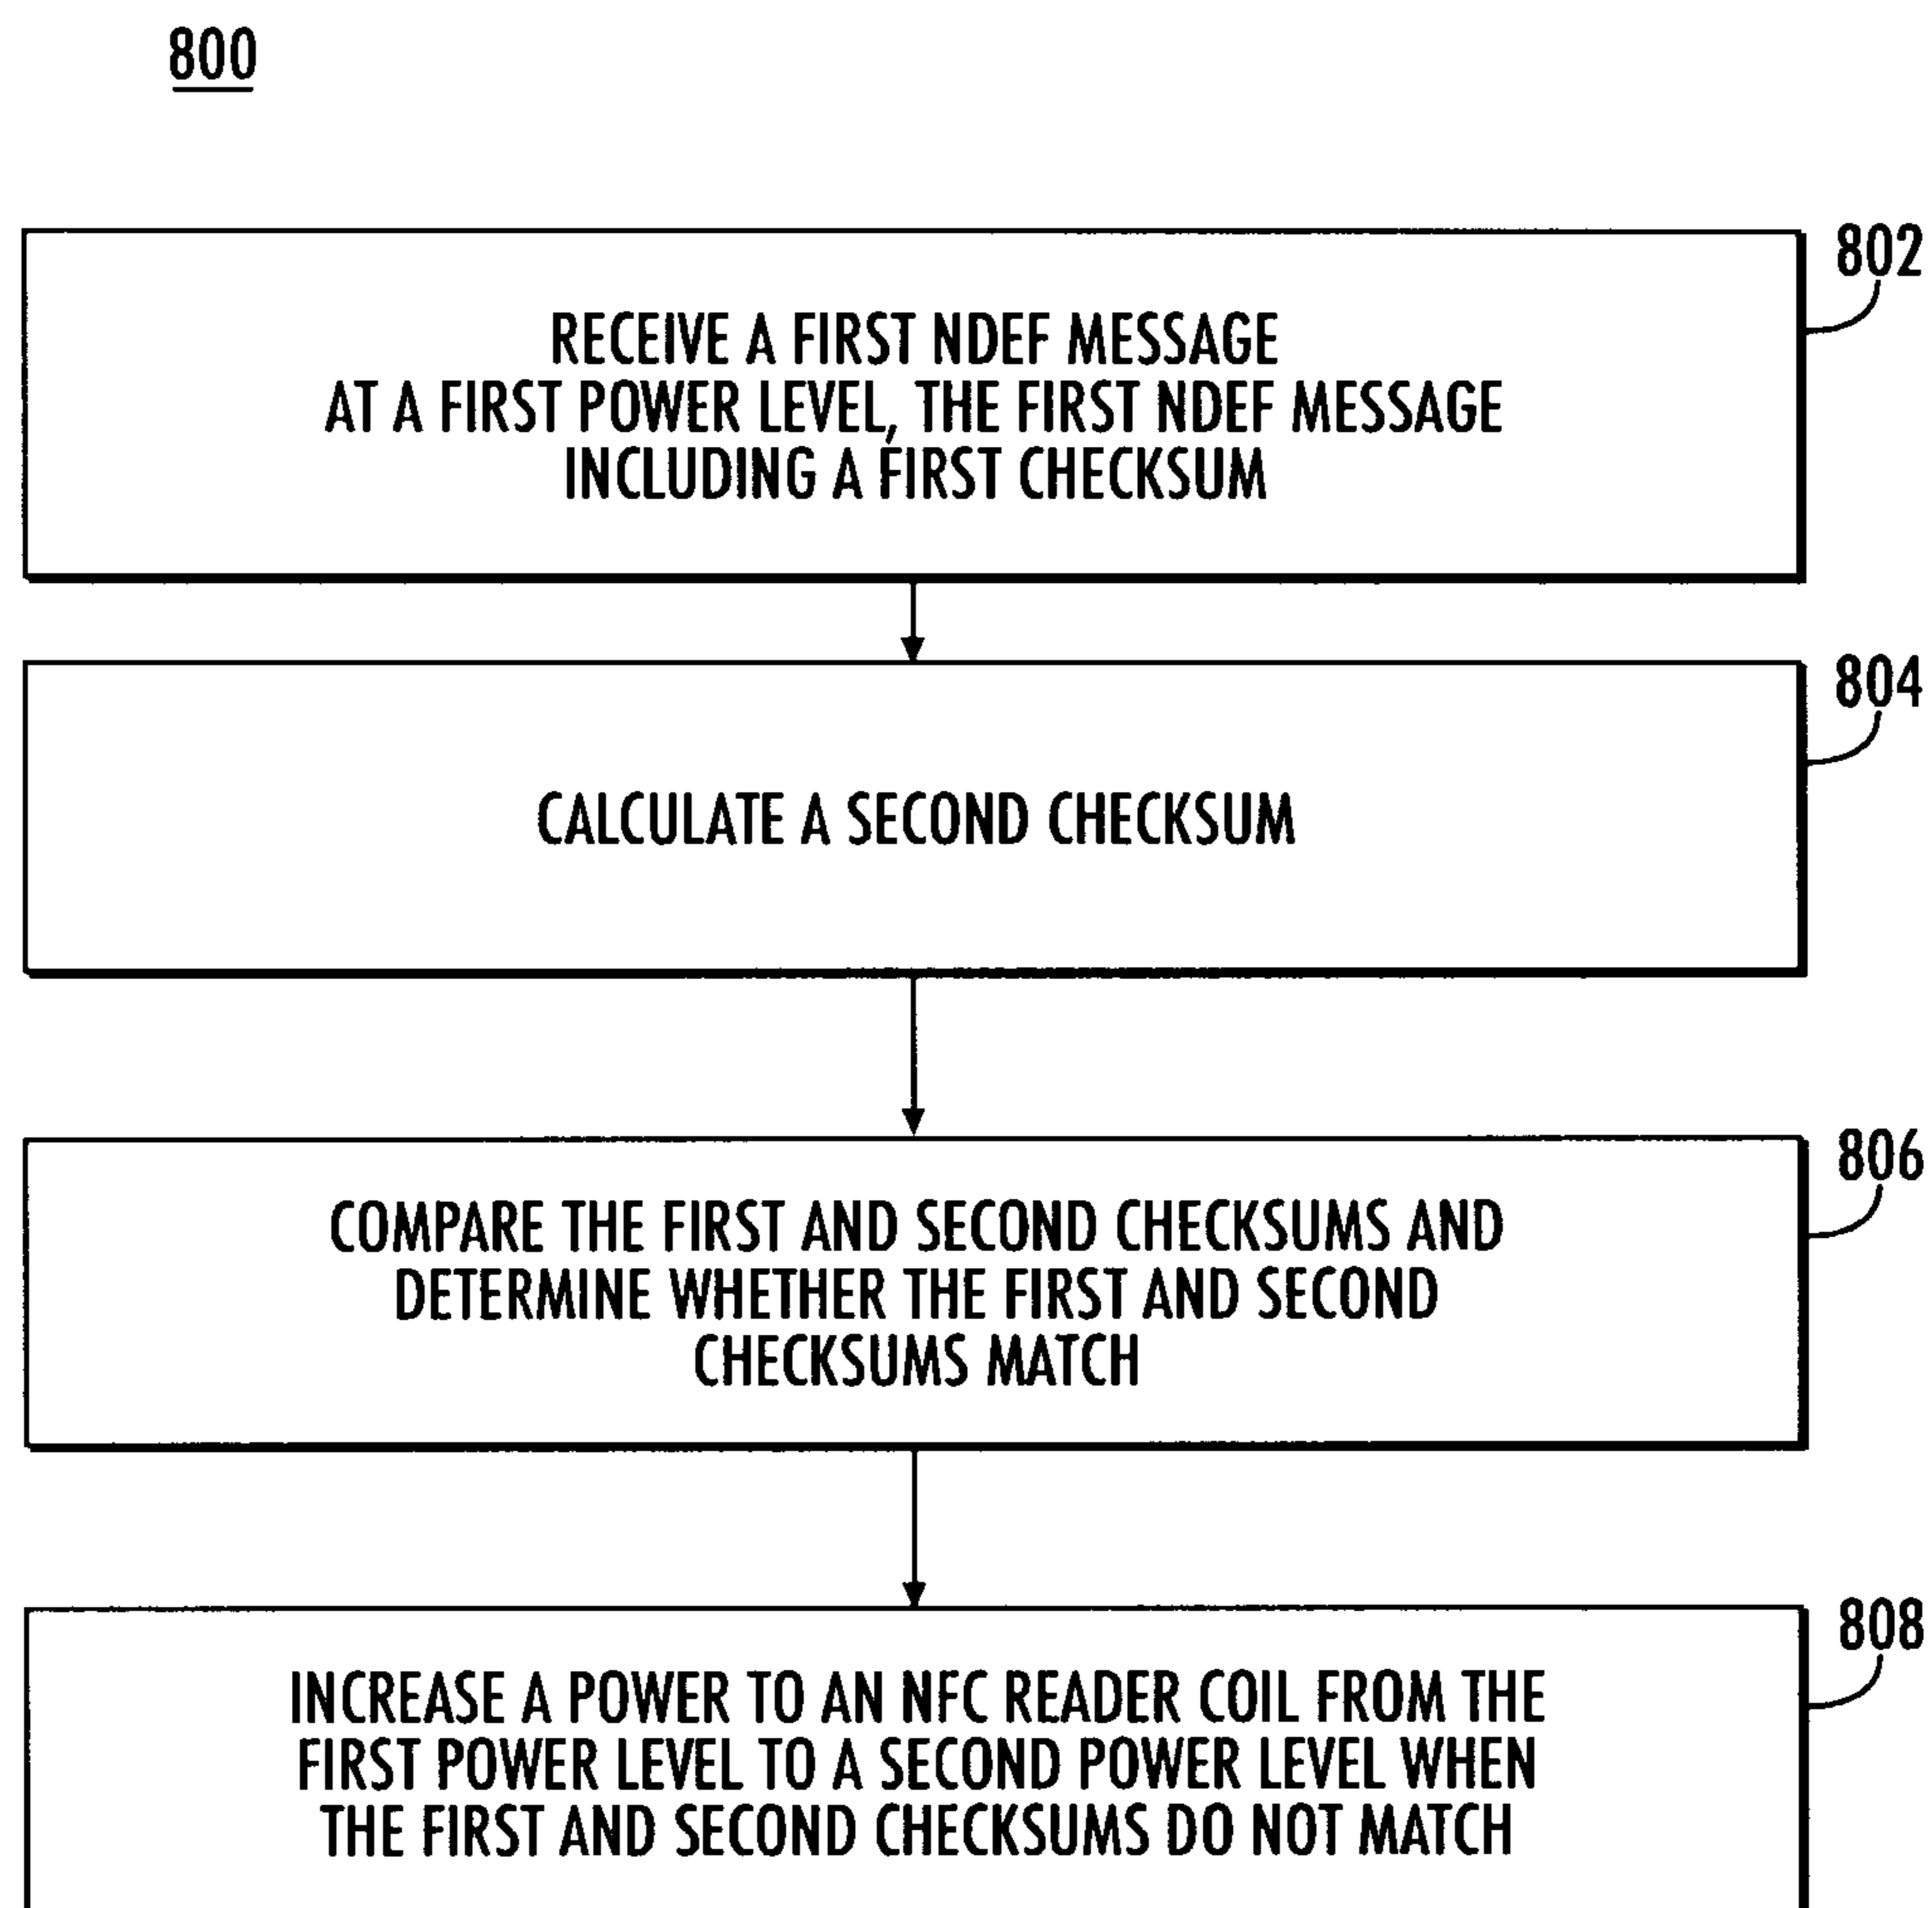 800
802
RECEIVE A FIRST NDEF MESSAGE
AT A FIRST POWER LEVEL, THE FIRST NDEF MESSAGE
INCLUDING A FIRST CHECKSUM
804
CALCULATE A SECOND CHECKSUM
806
COMPARE THE FIRST AND SECOND CHECKSUMS AND
DETERMINE WHETHER THE FIRST AND SECOND
CHECKSUMS MATCH
808
INCREASE A POWER TO AN NFC READER COIL FROM THE
FIRST POWER LEVEL TO A SECOND POWER LEVEL WHEN
THE FIRST AND SECOND CHECKSUMS DO NOT MATCH